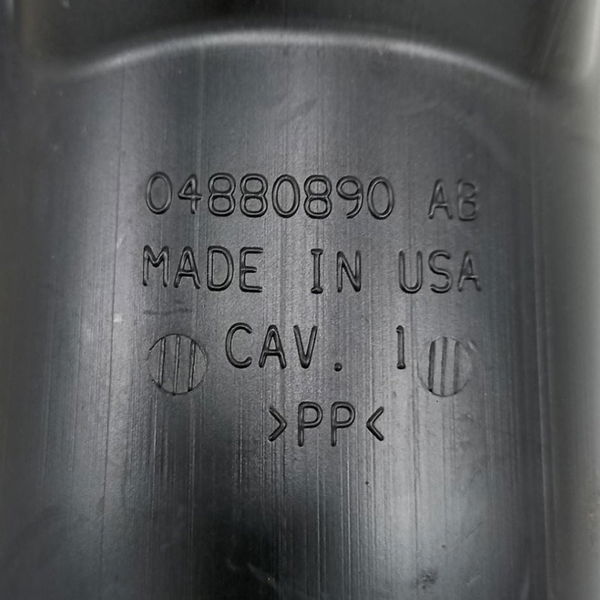 04880890 AB
MADE IN USA
CAV. 1
>PP<